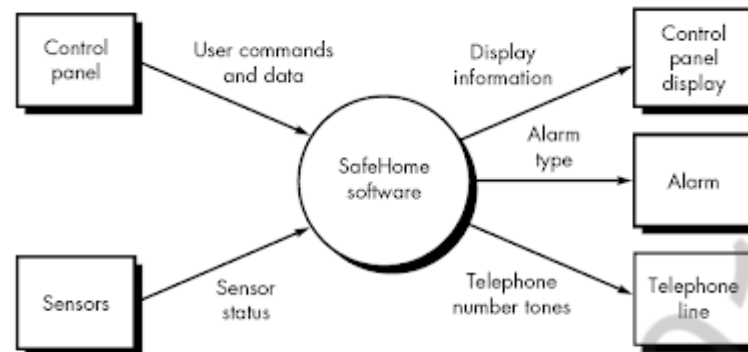 Control
panel
User commands
and data
Display
information
Control
panel
display
SafeHome
software
Alarm
type
Alarm
Sensors
Sensor
status
Telephone
number tones
Telephone
line